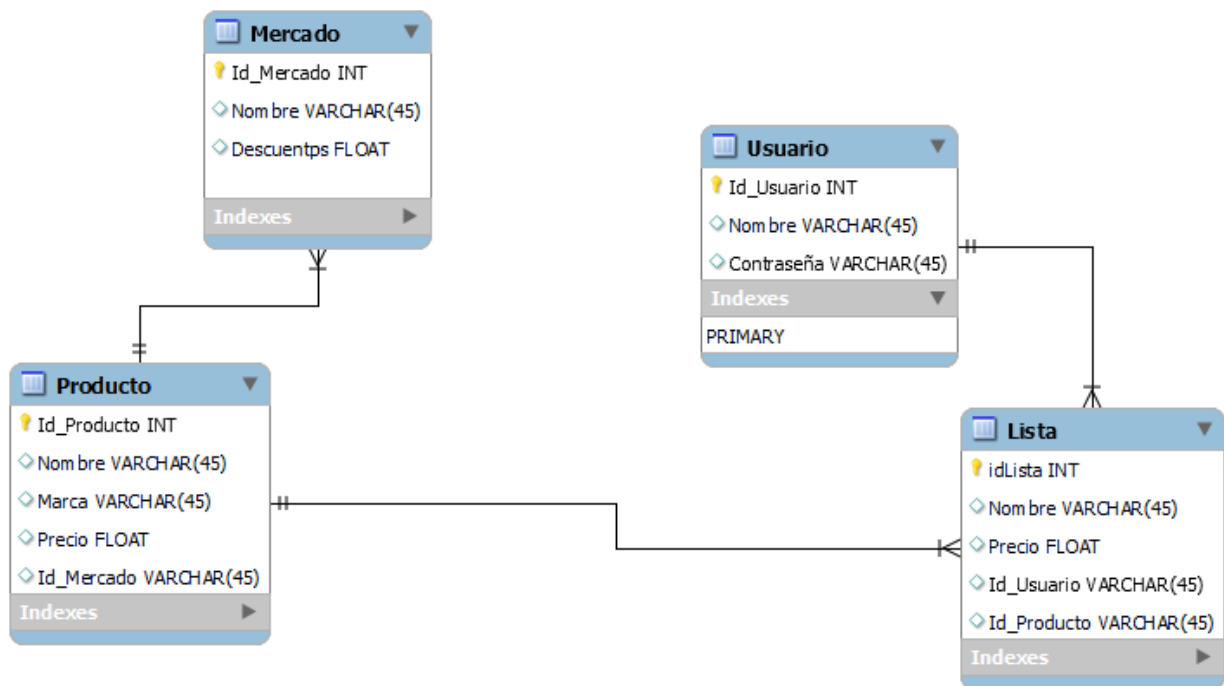 Mercado
Id_Mercado INT
Nombre VARCHAR(45)
Descuentps FLOAT
Indexes
Usuario
Id_Usuario INT
Nombre VARCHAR(45)
Contraseña VARCHAR(45)
Indexes
PRIMARY
Producto
Id_Producto INT
Nombre VARCHAR(45)
Marca VARCHAR(45)
Precio FLOAT
Id_Mercado VARCHAR(45)
Indexes
Lista
idLista INT
Nombre VARCHAR(45)
Precio FLOAT
Id_Usuario VARCHAR(45)
Id_Producto VARCHAR(45)
Indexes